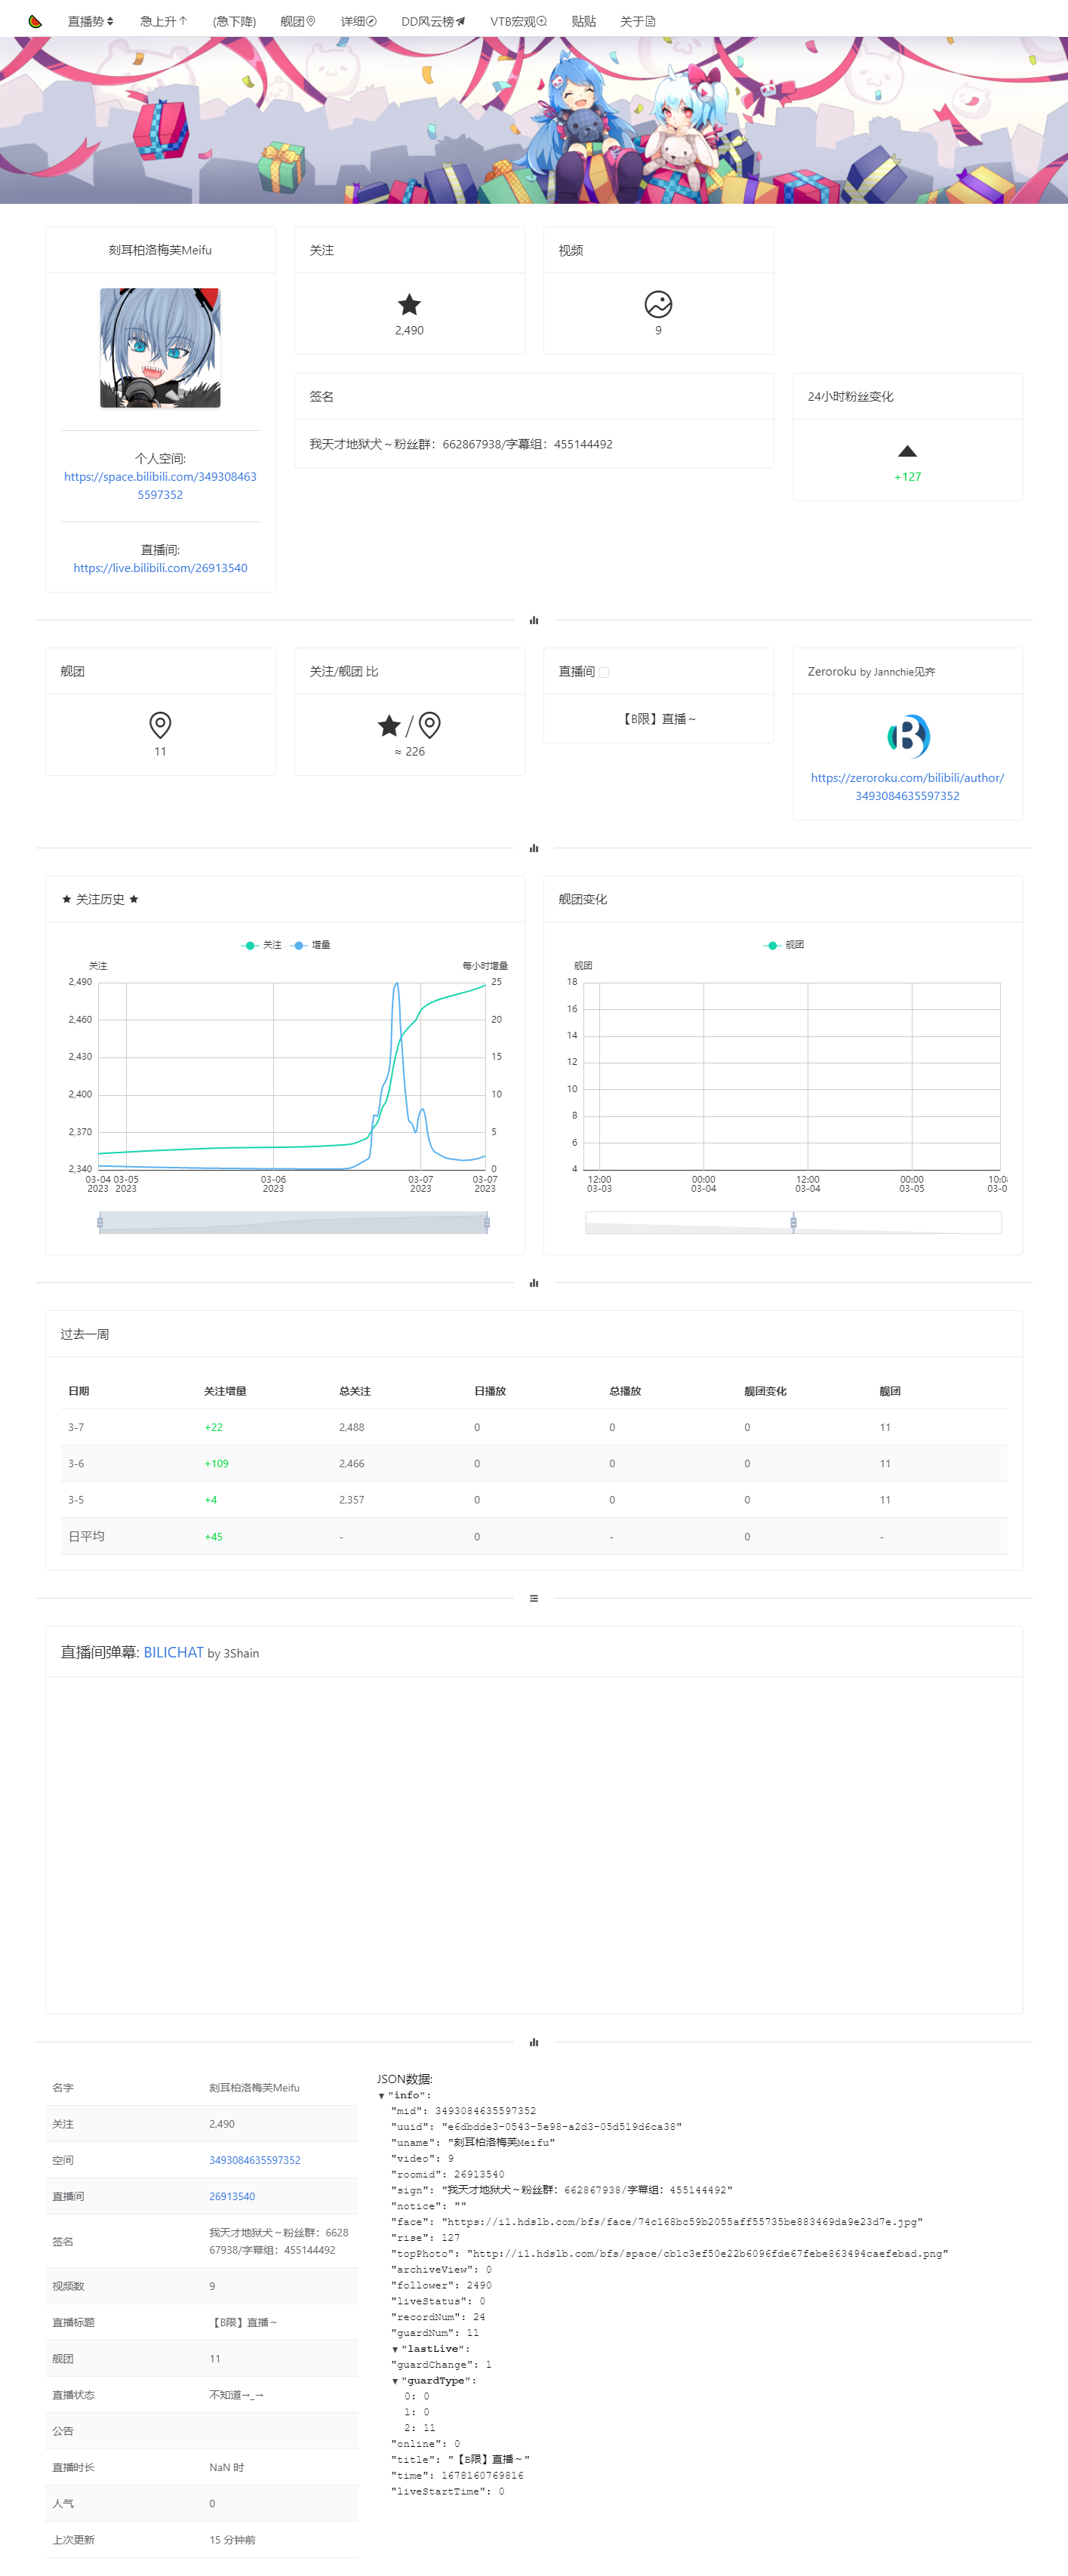 直播势 急上升 (急下降) 舰团 详细 DD风云榜 VTB宏观 贴贴 关于
刻耳柏洛梅芙Meifu
个人空间:
https://space.bilibili.com/349308463
5597352
直播间:
https://live.bilibili.com/26913540
关注
2,490
视频
9
签名
我天才地狱犬～粉丝群：662867938/字幕组：455144492
24小时粉丝变化
+127
舰团
11
关注/舰团 比
/
≈ 226
直播间
【B限】直播～
Zeroroku by Jannchie见齐
https://zeroroku.com/bilibili/author/
3493084635597352
关注历史
关注 增量
关注 每小时增量
2,490 25
2,460 20
2,430 15
2,400 10
2,370 5
2,340 0
03-04 03-05 03-06 03-07 03-07
2023 2023 2023 2023 2023
舰团变化
舰团
舰团
18
16
14
12
10
8
6
4
12:00 00:00 12:00 00:00
03-03 03-04 03-04 03-05
过去一周
日期 关注增量 总关注 日播放 总播放 舰团变化 舰团
3-7 +22 2,488 0 0 0 11
3-6 +109 2,466 0 0 0 11
3-5 +4 2,357 0 0 0 11
日平均 +45 - 0 - 0 -
直播间弹幕: BILICHAT by 3Shain
名字 刻耳柏洛梅芙Meifu
关注 2,490
空间 3493084635597352
直播间 26913540
签名 我天才地狱犬～粉丝群：6628
67938/字幕组：455144492
视频数 9
直播标题 【B限】直播～
舰团 11
直播状态 不知道→_→
公告
直播时长 NaN 时
人气 0
上次更新 15 分钟前
JSON数据:
"info":
"mid": 3493084635597352
"uuid": "e6dbdde3-0543-5e98-a2d3-05d519d6ca38"
"uname": "刻耳柏洛梅芙Meifu"
"video": 9
"roomid": 26913540
"sign": "我天才地狱犬～粉丝群：662867938/字幕组：455144492"
"notice": ""
"face": "https://i1.hdslb.com/bfs/face/74c168bc59b2055aff55735be883469da9e23d7e.jpg"
"rise": 127
"topPhoto": "http://i1.hdslb.com/bfs/space/cb1c3ef50e22b6096fde67febe863494caefebad.png"
"archiveView": 0
"follower": 2490
"liveStatus": 0
"recordNum": 24
"guardNum": 11
"lastLive":
"guardChange": 1
"guardType":
0: 0
1: 0
2: 11
"online": 0
"title": "【B限】直播～"
"time": 1678160769816
"liveStartTime": 0